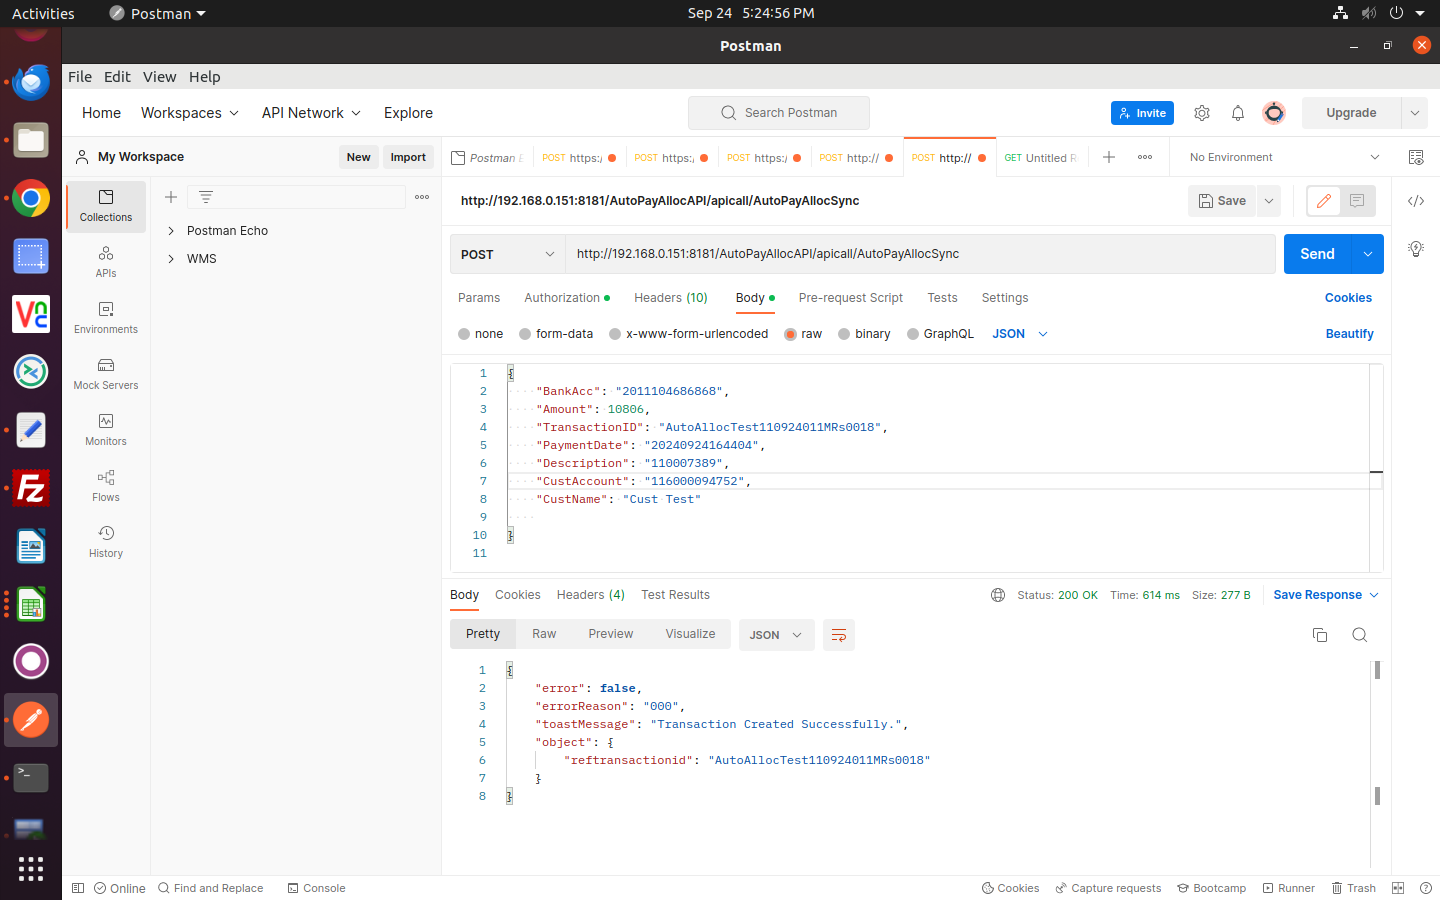 Activities
Postman
Sep 24 5:24:56 PM
Postman
File Edit View Help
Home Workspaces API Network Explore
Search Postman
Invite
Upgrade
My Workspace
New Import
Postman E
POST https:/
POST https:/
POST https:/
POST http://
POST http://
GET Untitled R
No Environment
Collections
APIs
Environments
Mock Servers
Monitors
Flows
History
Postman Echo
WMS
http://192.168.0.151:8181/AutoPayAllocAPI/apicall/AutoPayAllocSync
Save
POST
http://192.168.0.151:8181/AutoPayAllocAPI/apicall/AutoPayAllocSync
Send
Params Authorization Headers (10) Body Pre-request Script Tests Settings Cookies
none form-data x-www-form-urlencoded raw binary GraphQL JSON Beautify
1 {
2 "BankAcc": "2011104686868",
3 "Amount": 10806,
4 "TransactionID": "AutoAllocTest110924011MRs0018",
5 "PaymentDate": "20240924164404",
6 "Description": "110007389",
7 "CustAccount": "116000094752",
8 "CustName": "Cust Test"
9
10 }
11
Body Cookies Headers (4) Test Results
Status: 200 OK Time: 614 ms Size: 277 B Save Response
Pretty Raw Preview Visualize JSON
1 {
2 "error": false,
3 "errorReason": "000",
4 "toastMessage": "Transaction Created Successfully.",
5 "object": {
6 "reftransactionid": "AutoAllocTest110924011MRs0018"
7 }
8 }
Online Find and Replace Console
Cookies Capture requests Bootcamp Runner Trash